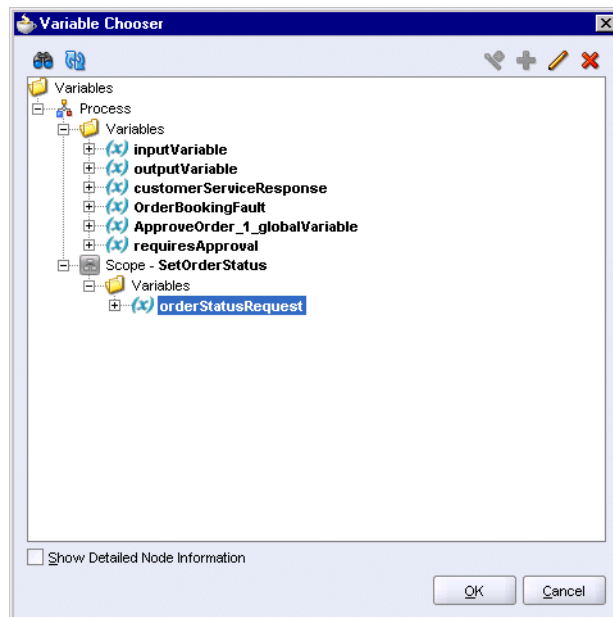 Variable Chooser
Variables
Process
Variables
(x) inputVariable
(x) outputVariable
(x) customerServiceResponse
(x) OrderBookingFault
(x) ApproveOrder_1_globalVariable
(x) requiresApproval
Scope - SetOrderStatus
Variables
(x) orderStatusRequest
Show Detailed Node Information
OK Cancel